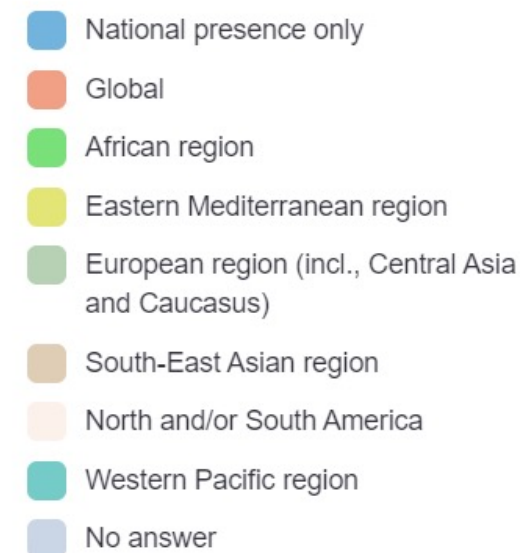 National presence only
Global
African region
Eastern Mediterranean region
European region (incl., Central Asia
and Caucasus)
South-East Asian region
North and/or South America
Western Pacific region
No answer